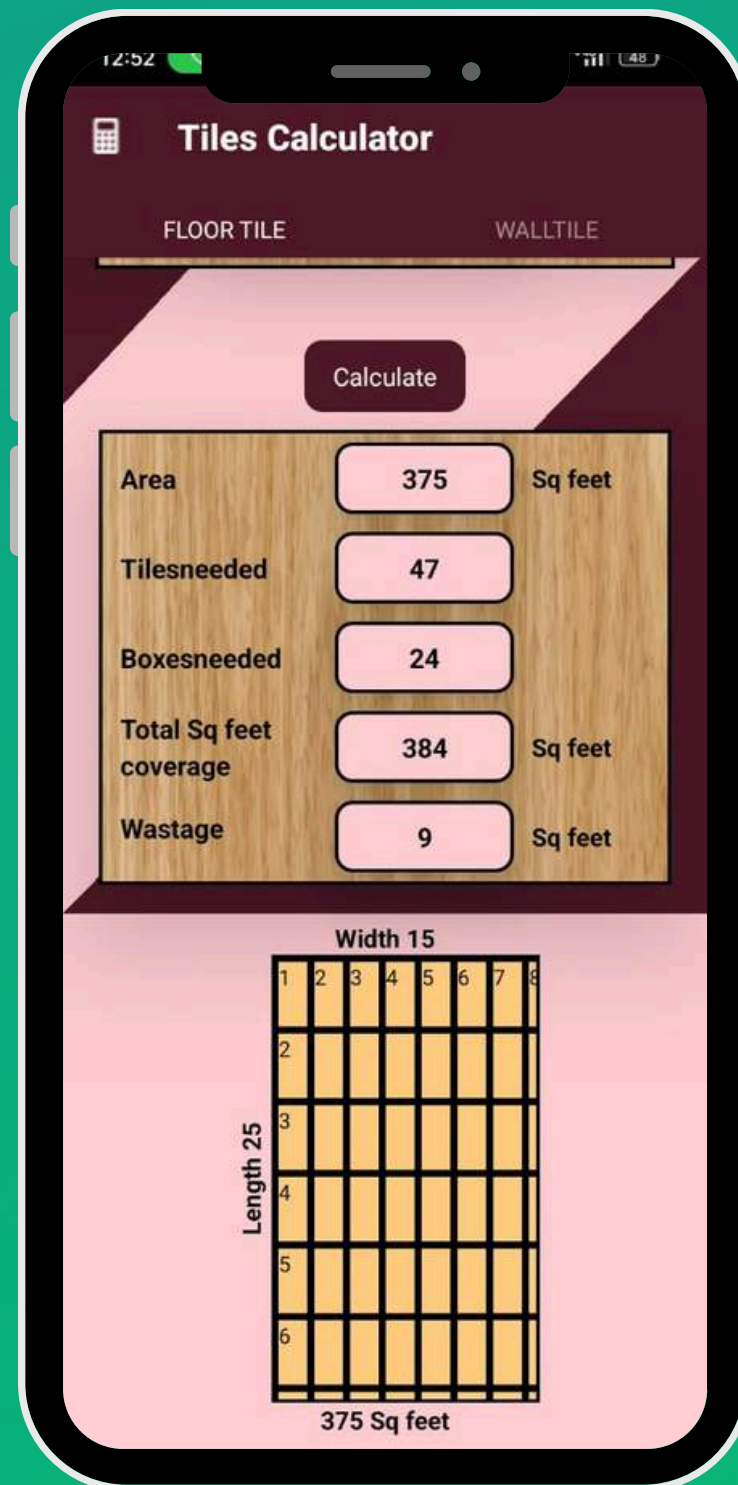 12:52
48
Tiles Calculator
FLOOR TILE WALLTILE
Calculate
Area 375 Sq feet
Tilesneeded 47
Boxesneeded 24
Total Sq feet
coverage 384 Sq feet
Wastage 9 Sq feet
Width 15
1 2 3 4 5 6 7 8
2
3
Length 25
4
5
6
375 Sq feet